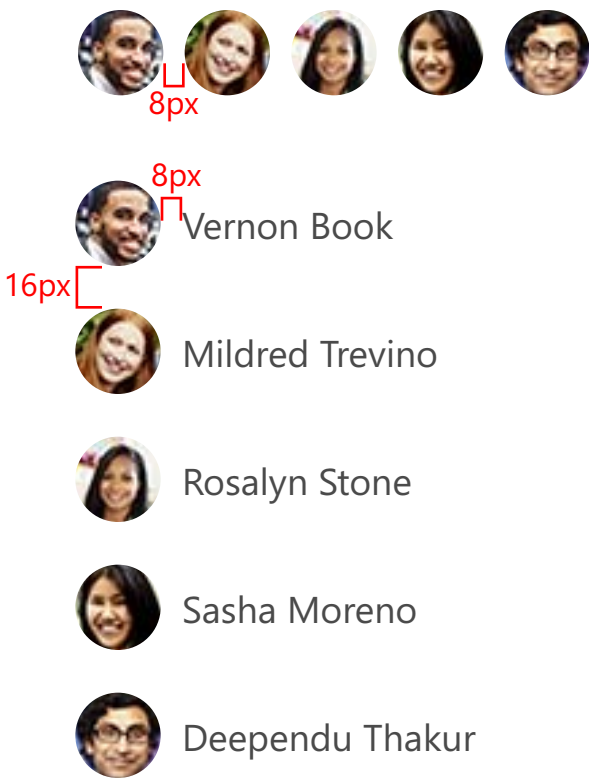 8px
8px
Vernon Book
16px
Mildred Trevino
Rosalyn Stone
Sasha Moreno
Deependu Thakur